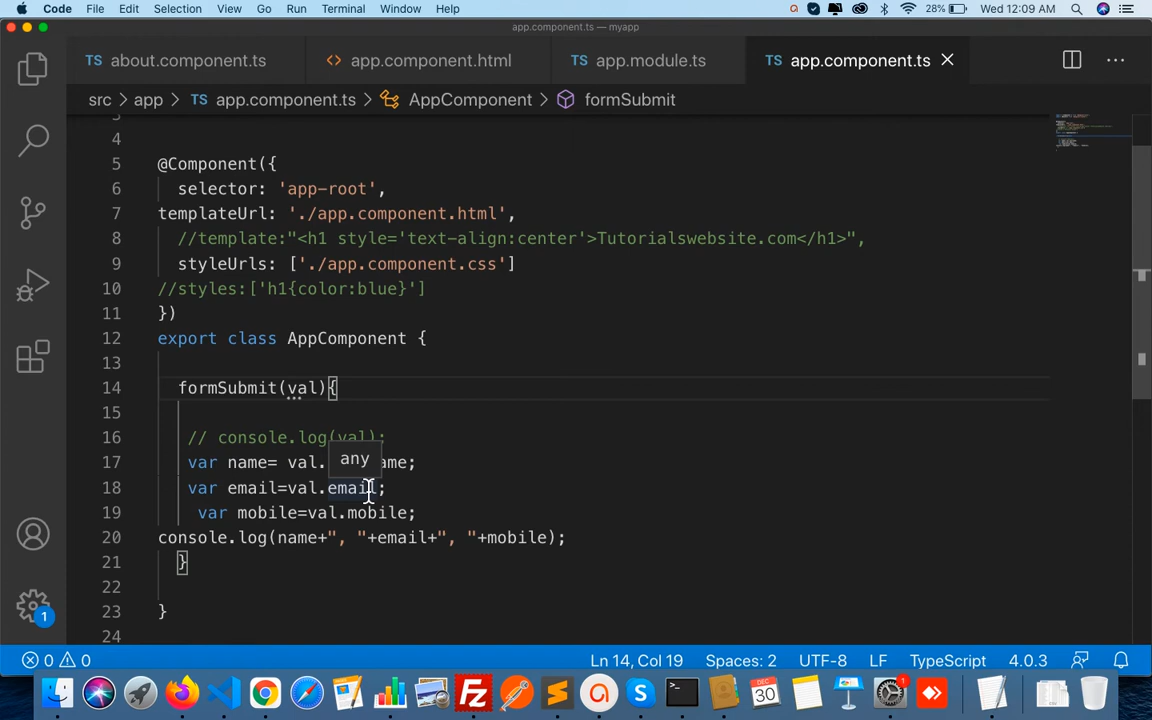 Code File Edit Selection View Go Run Terminal Window Help 28% Wed 12:09 AM
app.component.ts — myapp
TS about.component.ts <> app.component.html TS app.module.ts TS app.component.ts
src > app > TS app.component.ts > AppComponent > formSubmit
3
4
5 @Component({
6 selector: 'app-root',
7 templateUrl: './app.component.html',
8 //template:"<h1 style='text-align:center'>Tutorialswebsite.com</h1>",
9 styleUrls: ['./app.component.css']
10 //styles:['h1{color:blue}']
11 })
12 export class AppComponent {
13
14 formSubmit(val){
15
16 // console.log(val);
any
17 var name= val. ame;
18 var email=val.email;
19 var mobile=val.mobile;
20 console.log(name+", "+email+", "+mobile);
21 }
22
23 }
24
1
0 0 Ln 14, Col 19 Spaces: 2 UTF-8 LF TypeScript 4.0.3
DEC
30
1